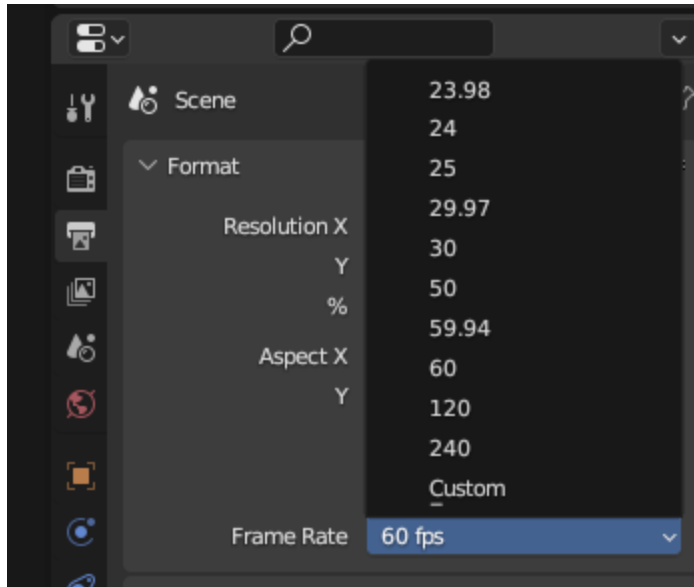 Scene
23.98
24
Format
25
Resolution X
29.97
30
Y
50
%
59.94
Aspect X
60
Y
120
240
Custom
Frame Rate
60 fps